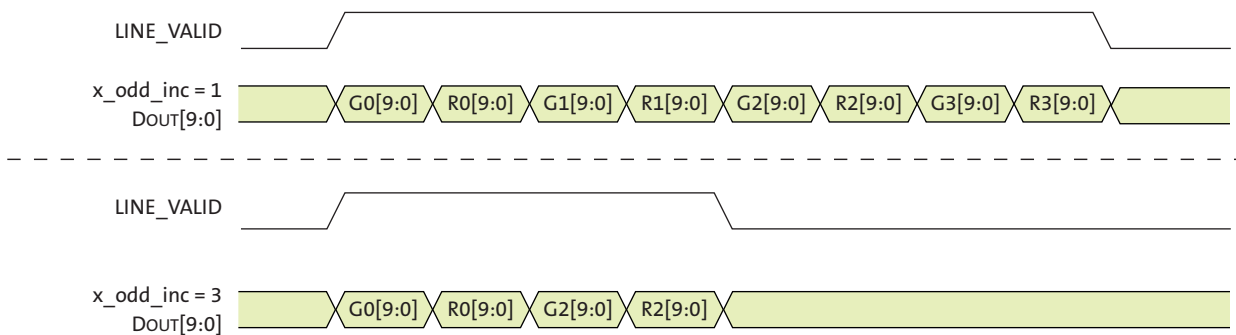 LINE_VALID
x_odd_inc = 1
DOUT[9:0]
G0[9:0] R0[9:0] G1[9:0] R1[9:0] G2[9:0] R2[9:0] G3[9:0] R3[9:0]
LINE_VALID
x_odd_inc = 3
DOUT[9:0]
G0[9:0] R0[9:0] G2[9:0] R2[9:0]